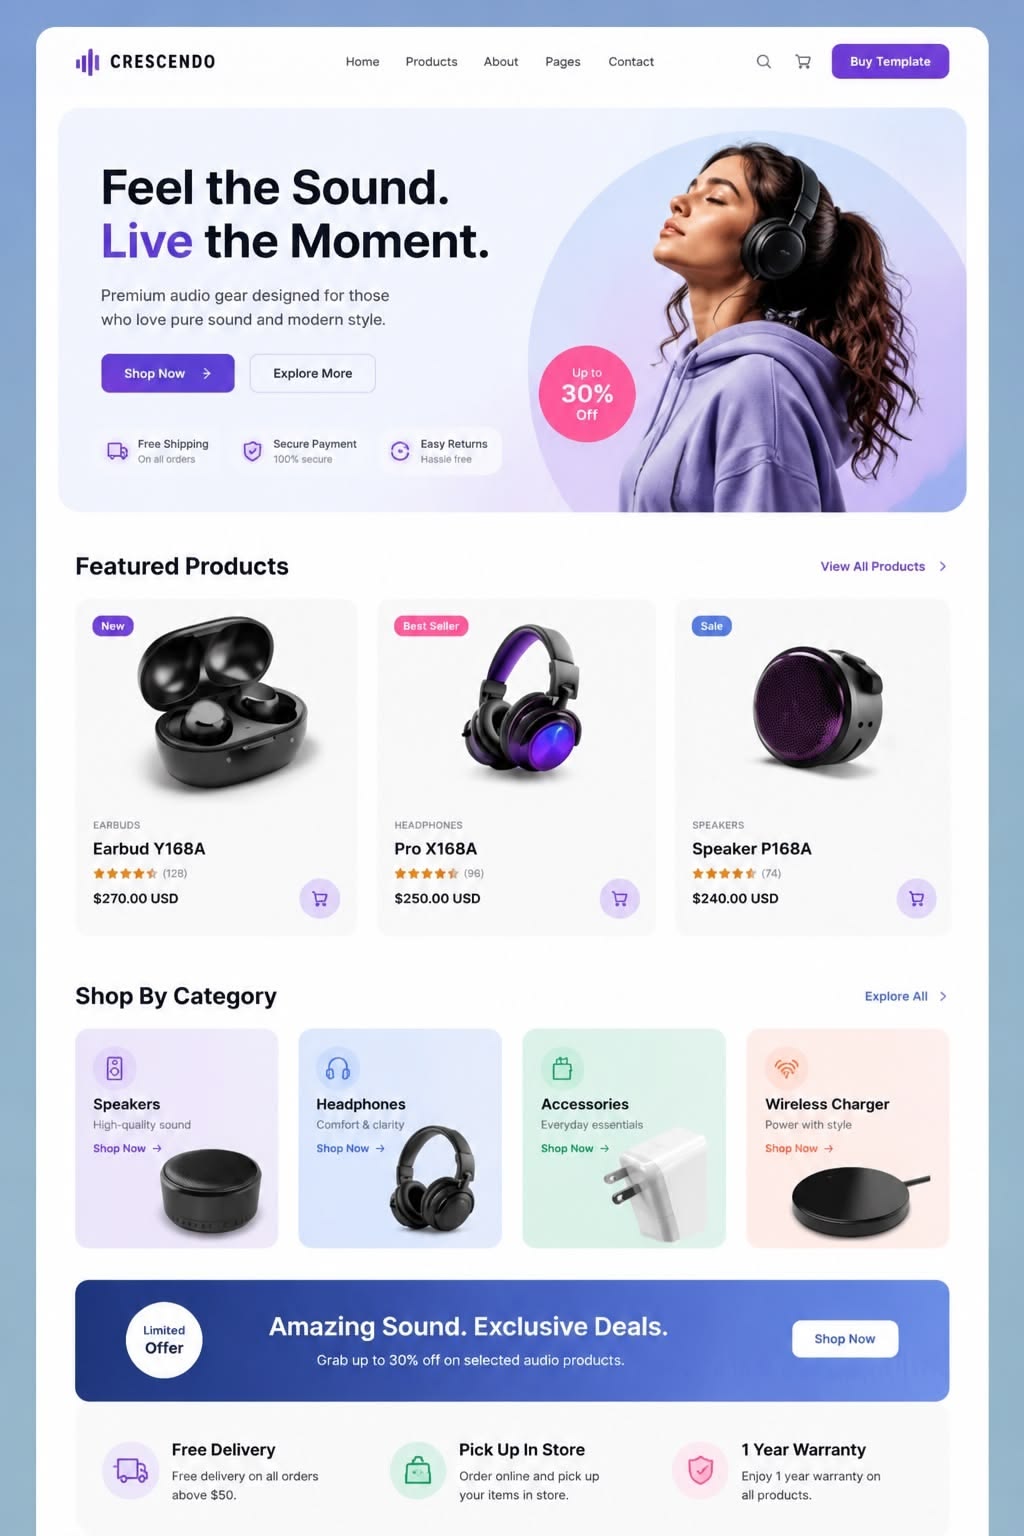 CRESCENDO
Home
Products
About
Pages
Contact
Buy Template
Feel the Sound.
Live the Moment.
Premium audio gear designed for those
who love pure sound and modern style.
Shop Now
Explore More
Free Shipping
On all orders
Secure Payment
100% secure
Easy Returns
Hassle free
Up to
30%
Off
Featured Products
View All Products
New
EARBUDS
Earbud Y168A
(128)
$270.00 USD
Best Seller
HEADPHONES
Pro X168A
(96)
$250.00 USD
Sale
SPEAKERS
Speaker P168A
(74)
$240.00 USD
Shop By Category
Explore All
Speakers
High-quality sound
Shop Now
Headphones
Comfort & clarity
Shop Now
Accessories
Everyday essentials
Shop Now
Wireless Charger
Power with style
Shop Now
Limited
Offer
Amazing Sound. Exclusive Deals.
Grab up to 30% off on selected audio products.
Shop Now
Free Delivery
Free delivery on all orders
above $50.
Pick Up In Store
Order online and pick up
your items in store.
1 Year Warranty
Enjoy 1 year warranty on
all products.